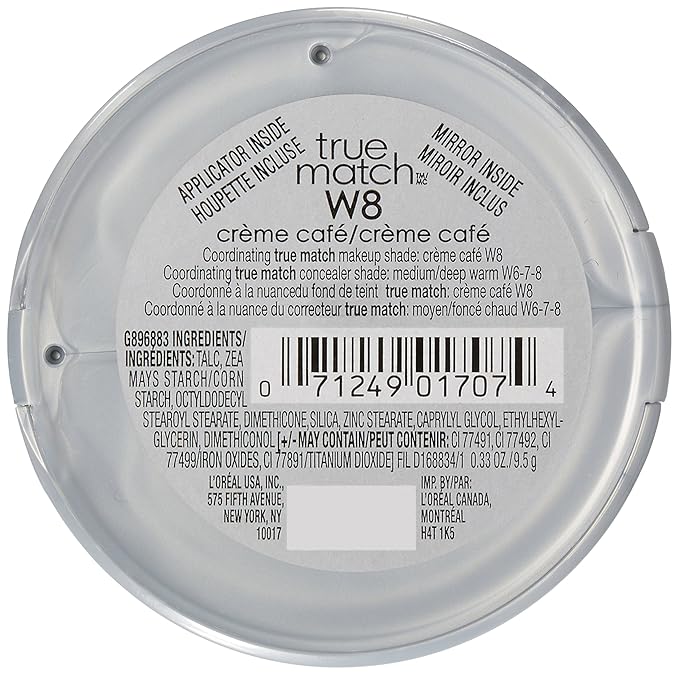 APPLICATOR INSIDE
HOUPETTE INCLUSE
true
match TM/MC
MIRROR INSIDE
MIROIR INCLUS
W8
crème café/crème café
Coordinating true match makeup shade: crème café W8
Coordinating true match concealer shade: medium/deep warm W6-7-8
Coordonné à la nuancedu fond de teint true match: crème café W8
Coordonné à la nuance du correcteur true match: moyen/foncé chaud W6-7-8
G896883 INGREDIENTS/
INGRÉDIENTS: TALC, ZEA
MAYS STARCH/CORN
STARCH, OCTYLDODECYL
0 71249 01707 4
STEAROYL STEARATE, DIMETHICONE, SILICA, ZINC STEARATE, CAPRYLYL GLYCOL, ETHYLHEXYL-
GLYCERIN, DIMETHICONOL [+/- MAY CONTAIN/PEUT CONTENIR: CI 77491, CI 77492, CI
77499/IRON OXIDES, CI 77891/TITANIUM DIOXIDE] FIL D168834/1 0.33 OZ./9.5 g
L'ORÉAL USA, INC.,
575 FIFTH AVENUE,
NEW YORK, NY
10017
IMP. BY/PAR:
L'ORÉAL CANADA,
MONTRÉAL
H4T 1K5